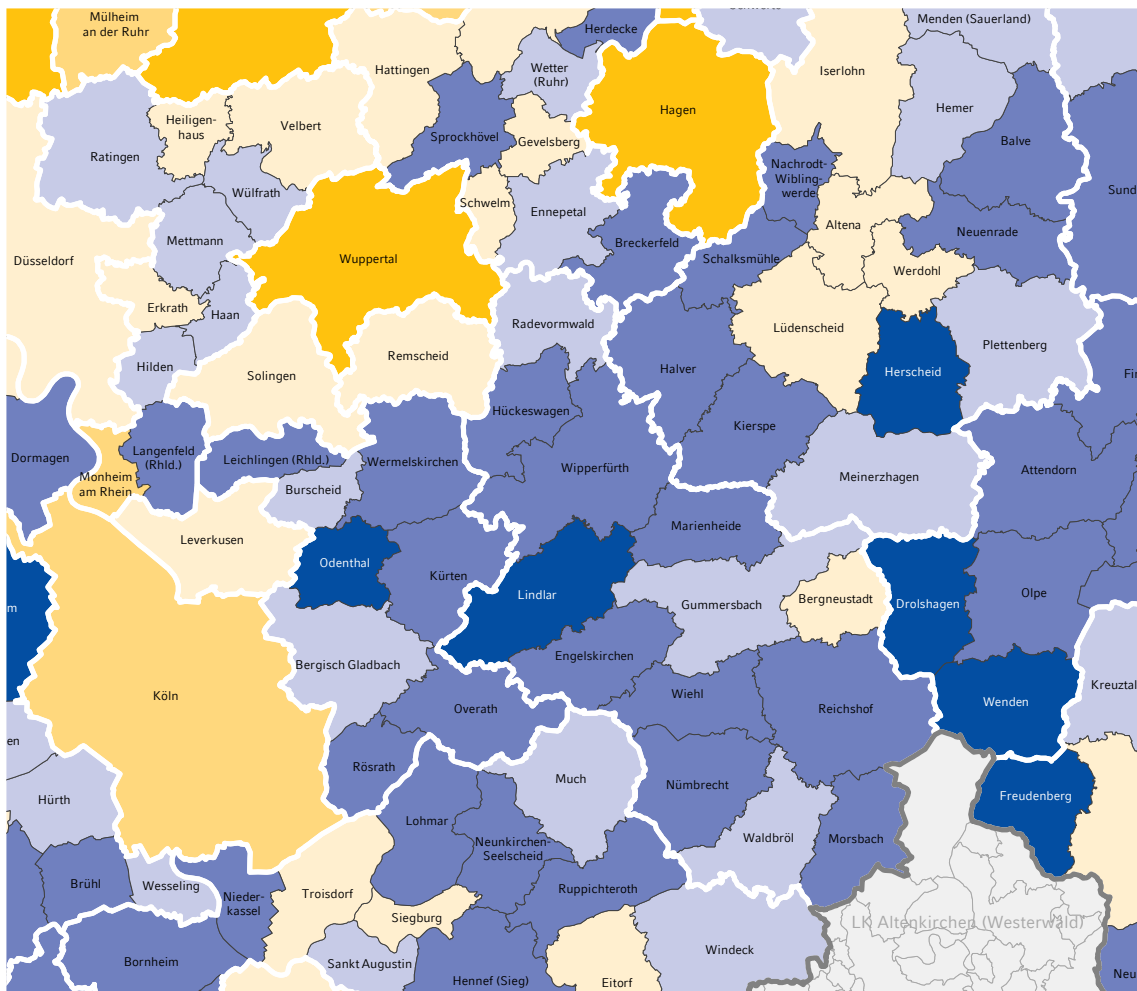 Mülheim
an der Ruhr
Herdecke
Menden (Sauerland)
Hattingen
Wetter
(Ruhr)
Iserlohn
Hagen
Hemer
Heiligen-
haus
Velbert
Sprockhövel
Gevelsberg
Balve
Ratingen
Nachrodt-
Wibling-
werde
Wülfrath
Schwelm
Ennepetal
Sund
Altena
Mettmann
Breckerfeld
Neuenrade
Düsseldorf
Wuppertal
Schalksmühle
Werdohl
Erkrath
Haan
Radevormwald
Lüdenscheid
Plettenberg
Remscheid
Hilden
Solingen
Halver
Herscheid
Fin
Hückeswagen
Kierspe
Dormagen
Langenfeld
(Rhld.)
Leichlingen (Rhld.)
Wermelskirchen
Wipperfürth
Attendorn
Monheim
am Rhein
Burscheid
Meinerzhagen
Marienheide
Leverkusen
Odenthal
Kürten
Lindlar
Gummersbach
Bergneustadt
Drolshagen
Olpe
m
Engelskirchen
Bergisch Gladbach
Köln
Wiehl
Kreuztal
Overath
Reichshof
Wenden
en
Rösrath
Much
Nümbrecht
Hürth
Freudenberg
Lohmar
Neunkirchen-
Seelscheid
Waldbröl
Morsbach
Brühl
Wesseling
Nieder-
kassel
Troisdorf
Ruppichteroth
Siegburg
LK Altenkirchen (Westerwald)
Bornheim
Sankt Augustin
Windeck
Hennef (Sieg)
Eitorf
Neu